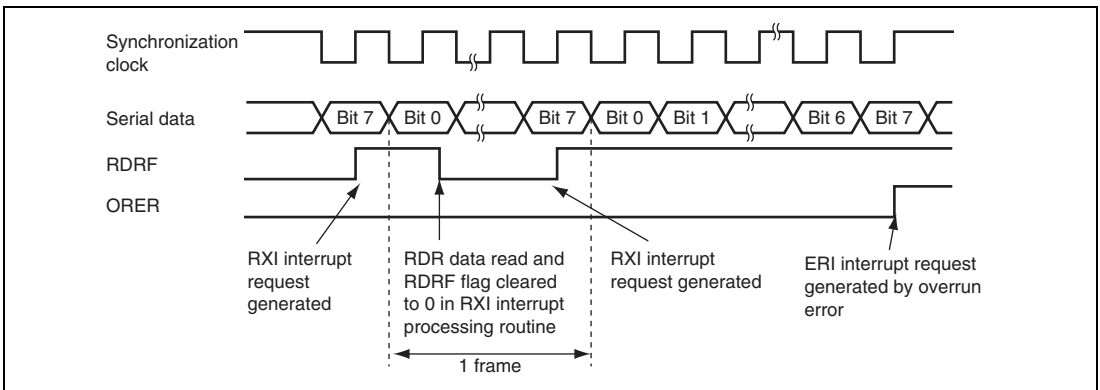 Synchronization
clock
Serial data
Bit 7
Bit 0
Bit 7
Bit 0
Bit 1
Bit 6
Bit 7
RDRF
ORER
RXI interrupt
request
generated
RDR data read and
RDRF flag cleared
to 0 in RXI interrupt
processing routine
RXI interrupt
request generated
ERI interrupt request
generated by overrun
error
1 frame